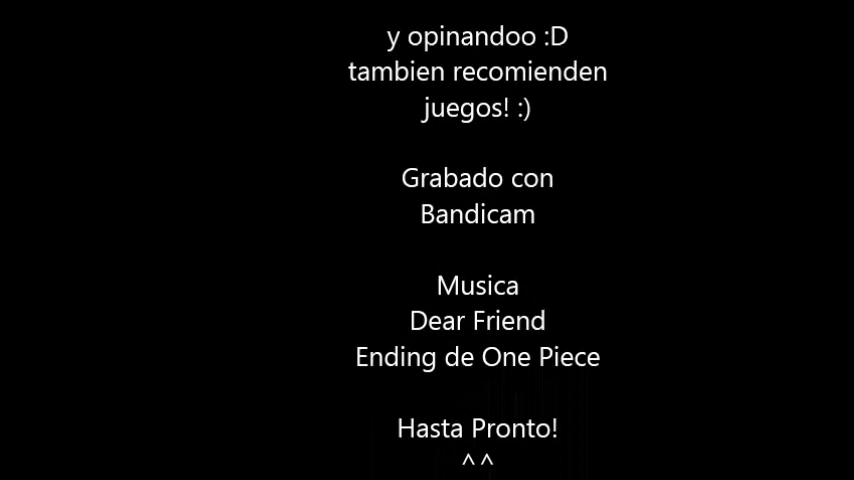 y opinandoo :D
tambien recomienden
juegos! :)
Grabado con
Bandicam
Musica
Dear Friend
Ending de One Piece
Hasta Pronto!
^^